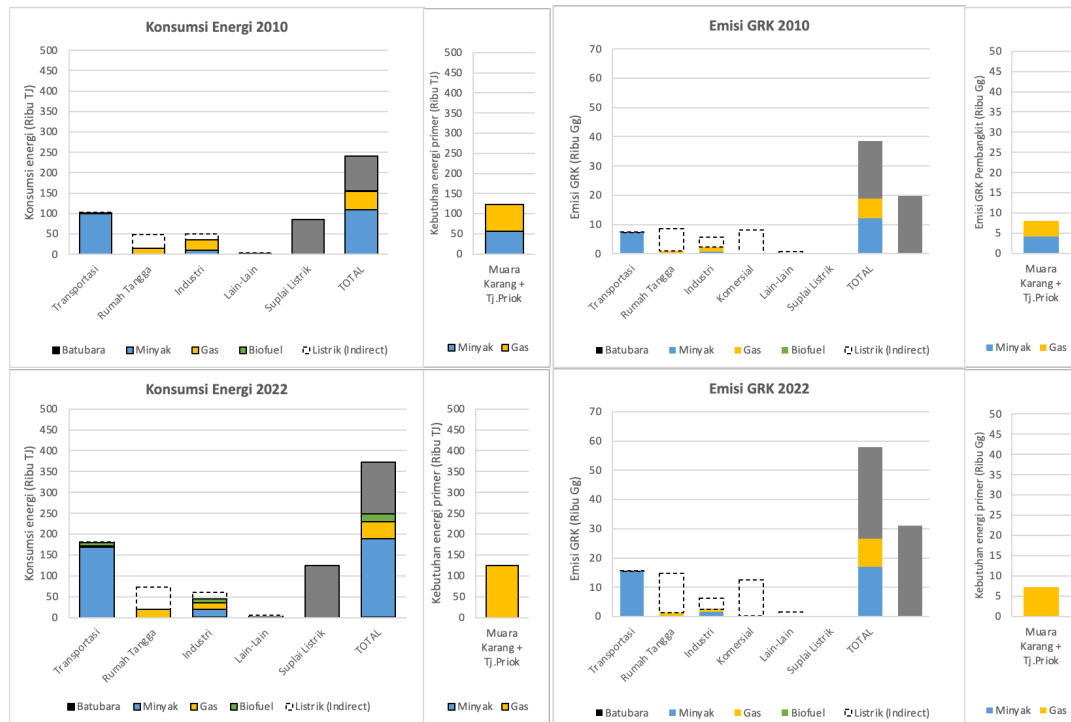 Konsumsi Energi 2010
Konsumsi energi (Ribu TJ)
500
450
400
350
300
250
200
150
100
50
0
Transportasi
Rumah Tangga
Industri
Lain-Lain
Suplai Listrik
TOTAL
Batubara Minyak Gas Biofuel Listrik (Indirect)
Kebutuhan energi primer (Ribu TJ)
500
450
400
350
300
250
200
150
100
50
0
Muara
Karang +
Tj.Priok
Minyak Gas
Emisi GRK 2010
Emisi GRK (Ribu Gg)
70
60
50
40
30
20
10
0
Transportasi
Rumah Tangga
Industri
Komersial
Lain-Lain
Suplai Listrik
TOTAL
Batubara Minyak Gas Biofuel Listrik (Indirect)
Emisi GRK Pembangkit (Ribu Gg)
50
45
40
35
30
25
20
15
10
5
0
Muara
Karang +
Tj.Priok
Minyak Gas
Konsumsi Energi 2022
Konsumsi energi (Ribu TJ)
500
450
400
350
300
250
200
150
100
50
0
Transportasi
Rumah Tangga
Industri
Lain-Lain
Suplai Listrik
TOTAL
Batubara Minyak Gas Biofuel Listrik (Indirect)
Kebutuhan energi primer (Ribu TJ)
500
450
400
350
300
250
200
150
100
50
0
Muara
Karang +
Tj.Priok
Minyak Gas
Emisi GRK 2022
Emisi GRK (Ribu Gg)
70
60
50
40
30
20
10
0
Transportasi
Rumah Tangga
Industri
Komersial
Lain-Lain
Suplai Listrik
TOTAL
Batubara Minyak Gas Biofuel Listrik (Indirect)
Kebutuhan energi primer (Ribu Gg)
50
45
40
35
30
25
20
15
10
5
0
Muara
Karang +
Tj.Priok
Minyak Gas